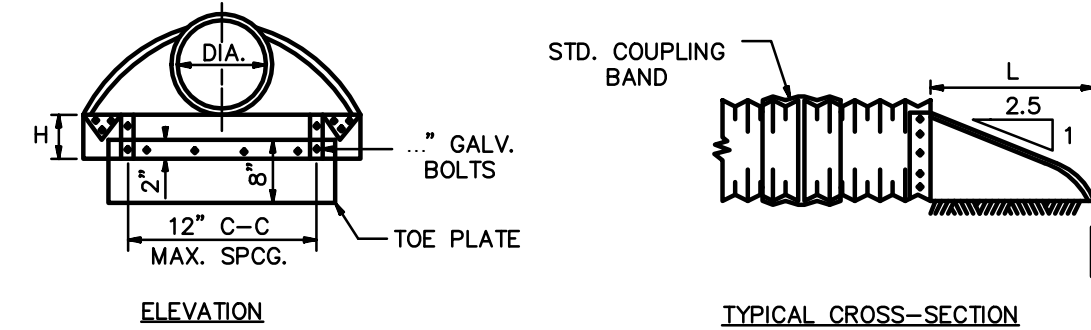 DIA.
H
..." GALV.
BOLTS
2"
8"
12" C-C
MAX. SPCG.
TOE PLATE
ELEVATION
STD. COUPLING
BAND
L
2.5
1
TYPICAL CROSS-SECTION